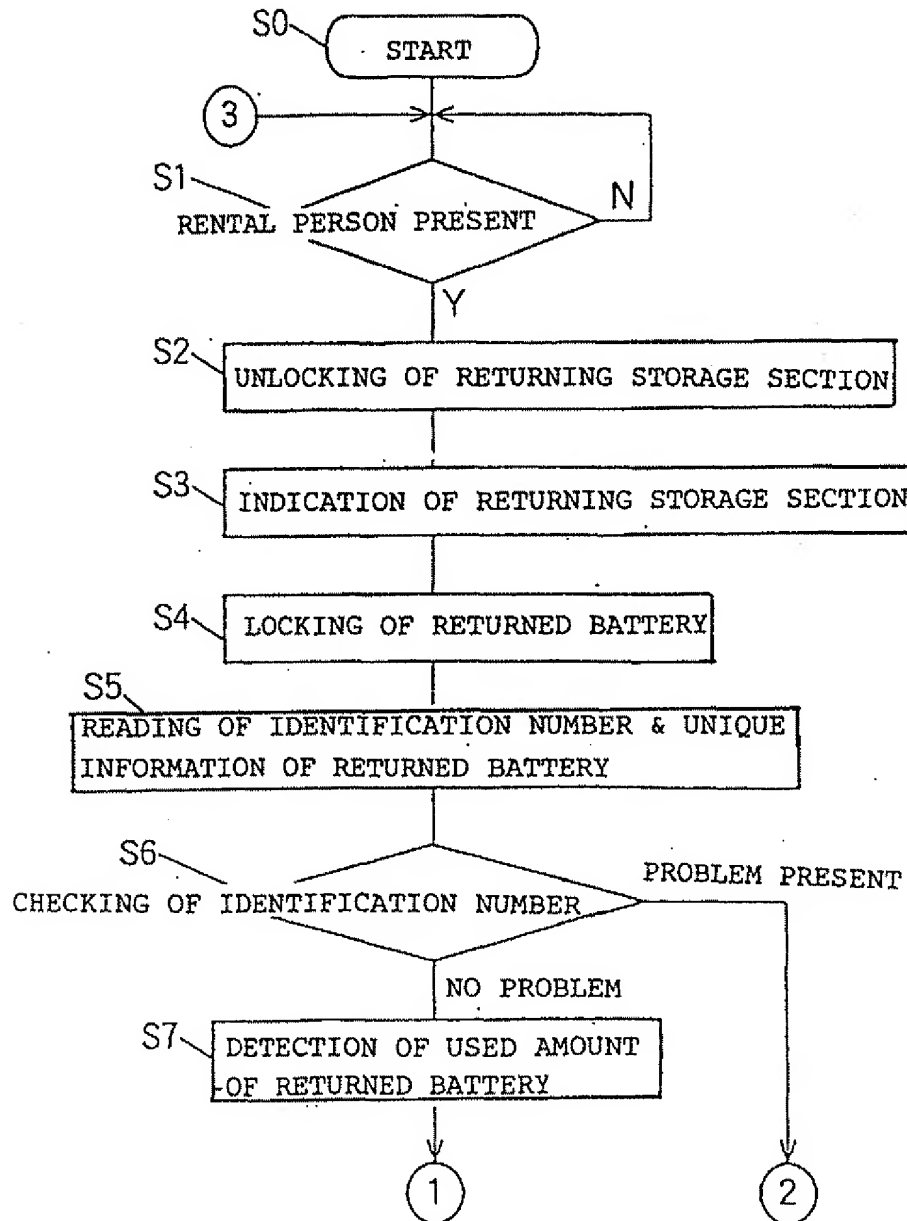 S0
START
3
S1
RENTAL PERSON PRESENT
N
Y
S2
UNLOCKING OF RETURNING STORAGE SECTION
S3
INDICATION OF RETURNING STORAGE SECTION
S4
LOCKING OF RETURNED BATTERY
S5
READING OF IDENTIFICATION NUMBER & UNIQUE
INFORMATION OF RETURNED BATTERY
S6
PROBLEM PRESENT
CHECKING OF IDENTIFICATION NUMBER
NO PROBLEM
S7
DETECTION OF USED AMOUNT
OF RETURNED BATTERY
1
2